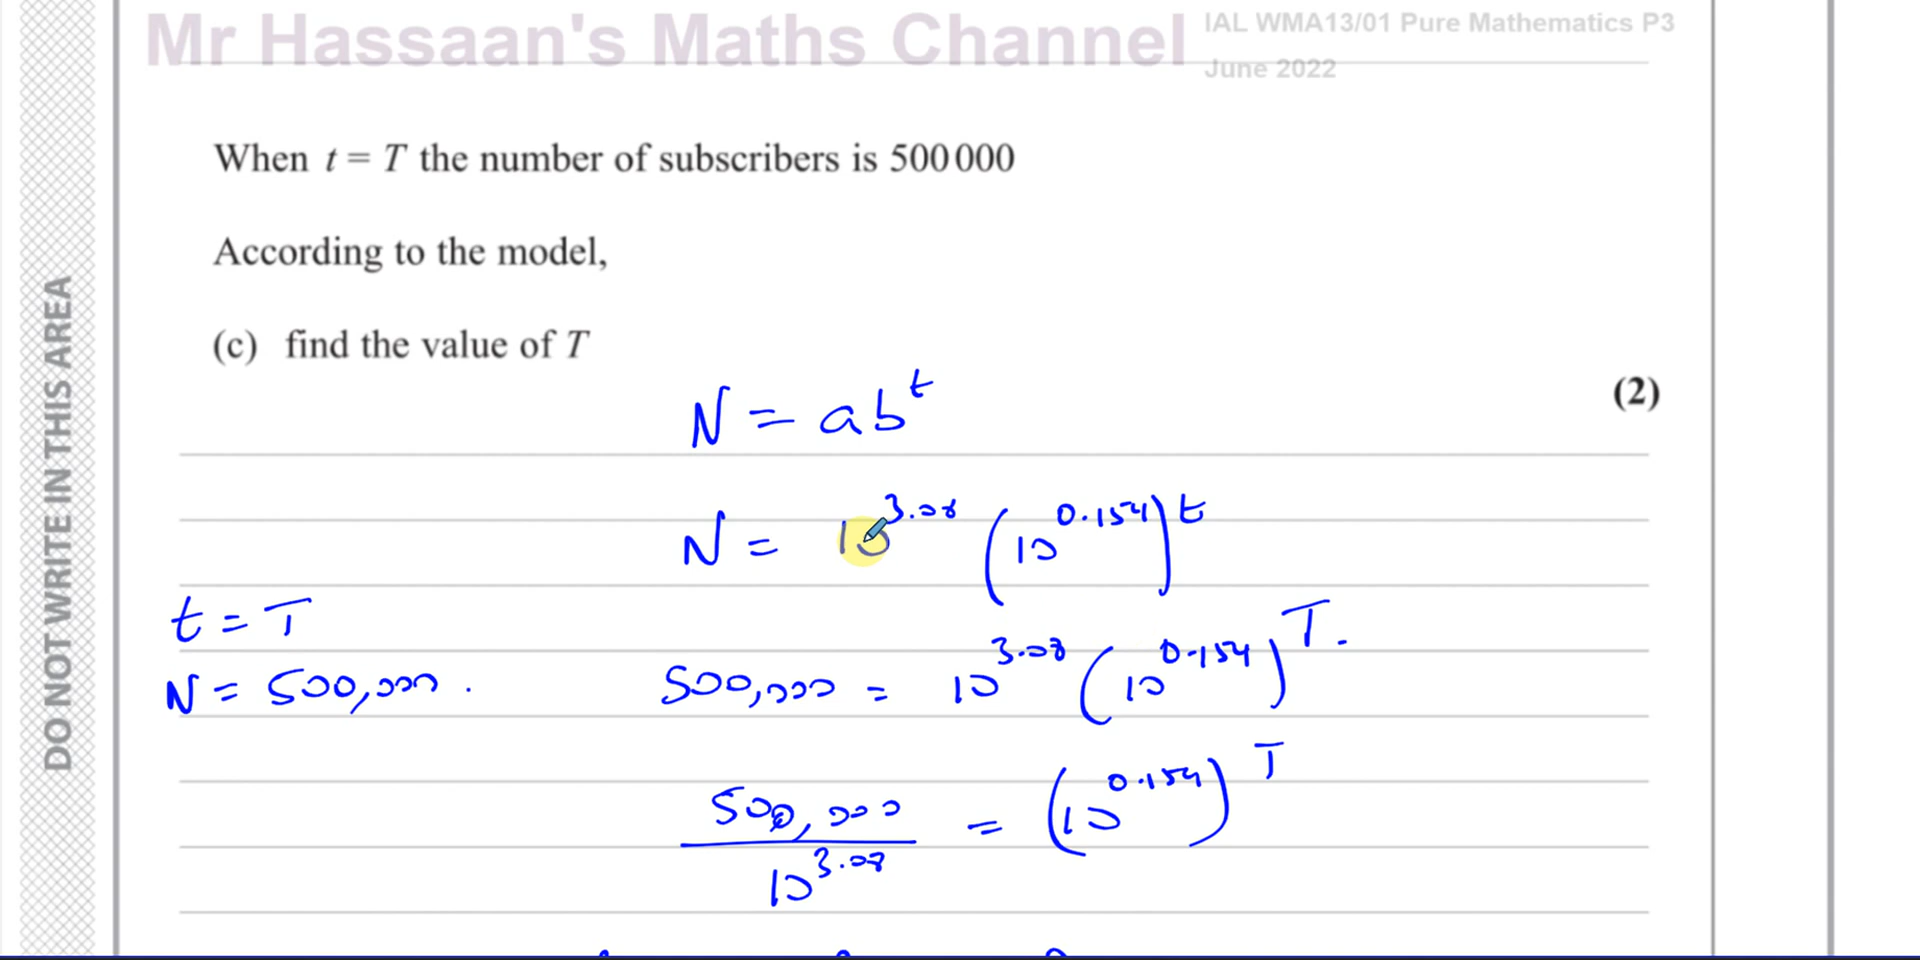 Mr Hassaan's Maths Channel
IAL WMA13/01 Pure Mathematics P3
June 2022
DO NOT WRITE IN THIS AREA
When t = T the number of subscribers is 500 000
According to the model,
(c) find the value of T
(2)
N = ab^t
N = 10^3.08 (10^0.154)^t
t = T
N = 500,000 .
500,000 = 10^3.08 (10^0.154)^T.
500,000 / 10^3.08 = (10^0.154)^T